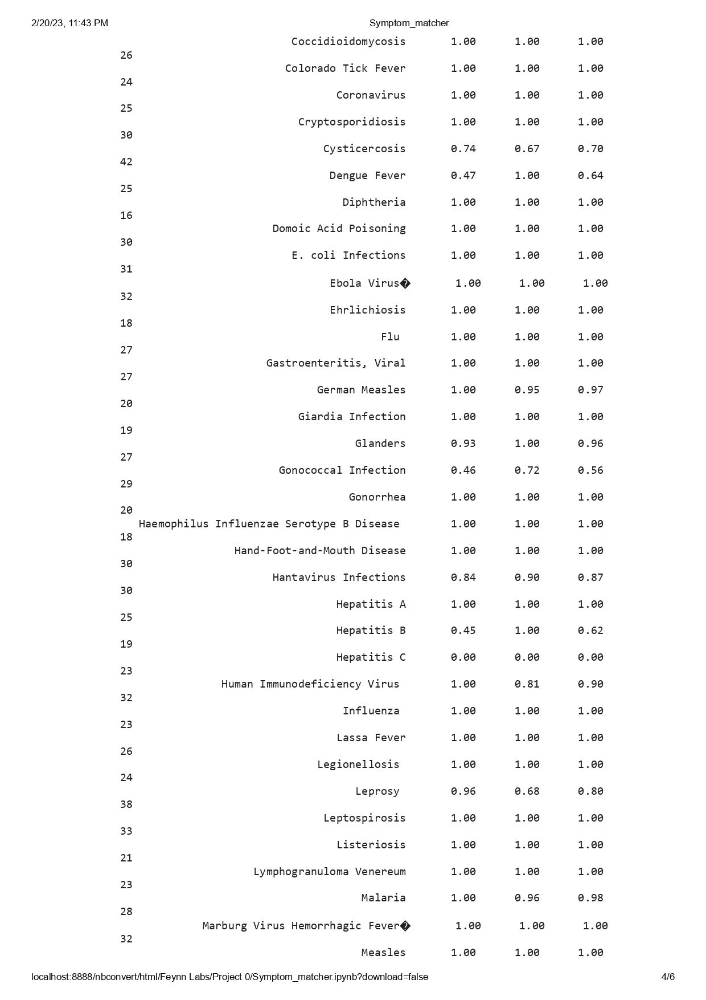 2/20/23, 11:43 PM Symptom_matcher
Coccidioidomycosis 1.00 1.00 1.00
26
Colorado Tick Fever 1.00 1.00 1.00
24
Coronavirus 1.00 1.00 1.00
25
Cryptosporidiosis 1.00 1.00 1.00
30
Cysticercosis 0.74 0.67 0.70
42
Dengue Fever 0.47 1.00 0.64
25
Diphtheria 1.00 1.00 1.00
16
Domoic Acid Poisoning 1.00 1.00 1.00
30
E. coli Infections 1.00 1.00 1.00
31
Ebola Virus� 1.00 1.00 1.00
32
Ehrlichiosis 1.00 1.00 1.00
18
Flu 1.00 1.00 1.00
27
Gastroenteritis, Viral 1.00 1.00 1.00
27
German Measles 1.00 0.95 0.97
20
Giardia Infection 1.00 1.00 1.00
19
Glanders 0.93 1.00 0.96
27
Gonococcal Infection 0.46 0.72 0.56
29
Gonorrhea 1.00 1.00 1.00
20
Haemophilus Influenzae Serotype B Disease 1.00 1.00 1.00
18
Hand-Foot-and-Mouth Disease 1.00 1.00 1.00
30
Hantavirus Infections 0.84 0.90 0.87
30
Hepatitis A 1.00 1.00 1.00
25
Hepatitis B 0.45 1.00 0.62
19
Hepatitis C 0.00 0.00 0.00
23
Human Immunodeficiency Virus 1.00 0.81 0.90
32
Influenza 1.00 1.00 1.00
23
Lassa Fever 1.00 1.00 1.00
26
Legionellosis 1.00 1.00 1.00
24
Leprosy 0.96 0.68 0.80
38
Leptospirosis 1.00 1.00 1.00
33
Listeriosis 1.00 1.00 1.00
21
Lymphogranuloma Venereum 1.00 1.00 1.00
23
Malaria 1.00 0.96 0.98
28
Marburg Virus Hemorrhagic Fever� 1.00 1.00 1.00
32
Measles 1.00 1.00 1.00
localhost:8888/nbconvert/html/Feynn Labs/Project 0/Symptom_matcher.ipynb?download=false 4/6